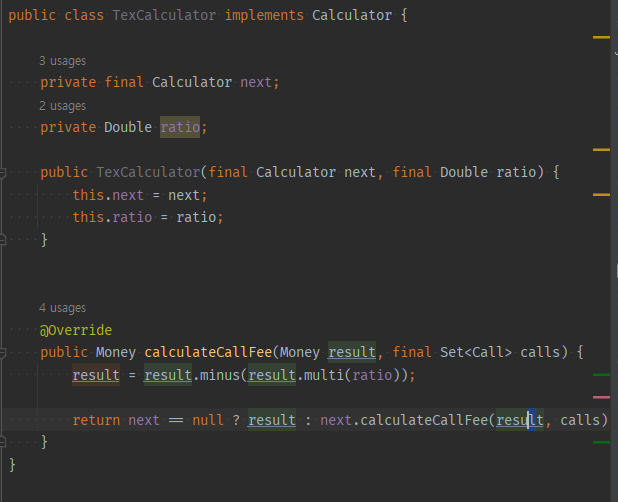 public class TexCalculator implements Calculator {
3 usages
private final Calculator next;
2 usages
private Double ratio;
public TexCalculator(final Calculator next, final Double ratio) {
this.next = next;
this.ratio = ratio;
}
4 usages
@Override
public Money calculateCallFee(Money result, final Set<Call> calls) {
result = result.minus(result.multi(ratio));
return next == null ? result : next.calculateCallFee(result, calls)
}
}